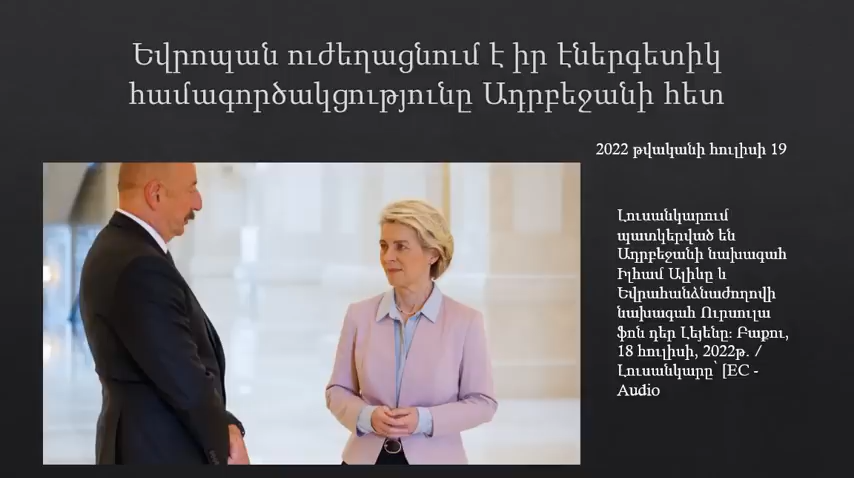 Եվրոպան ուժեղացնում է իր էներգետիկ
համագործակցությունը Ադրբեջանի հետ
2022 թվականի հուլիսի 19
Լուսանկարում
պատկերված են
Ադրբեջանի նախագահ
Իլհամ Ալիևը և
Եվրահանձնաժողովի
նախագահ Ուրսուլա
ֆոն դեր Լեյենը։ Բաքու,
18 հուլիսի, 2022թ. /
Լուսանկարը՝ [EC -
Audio